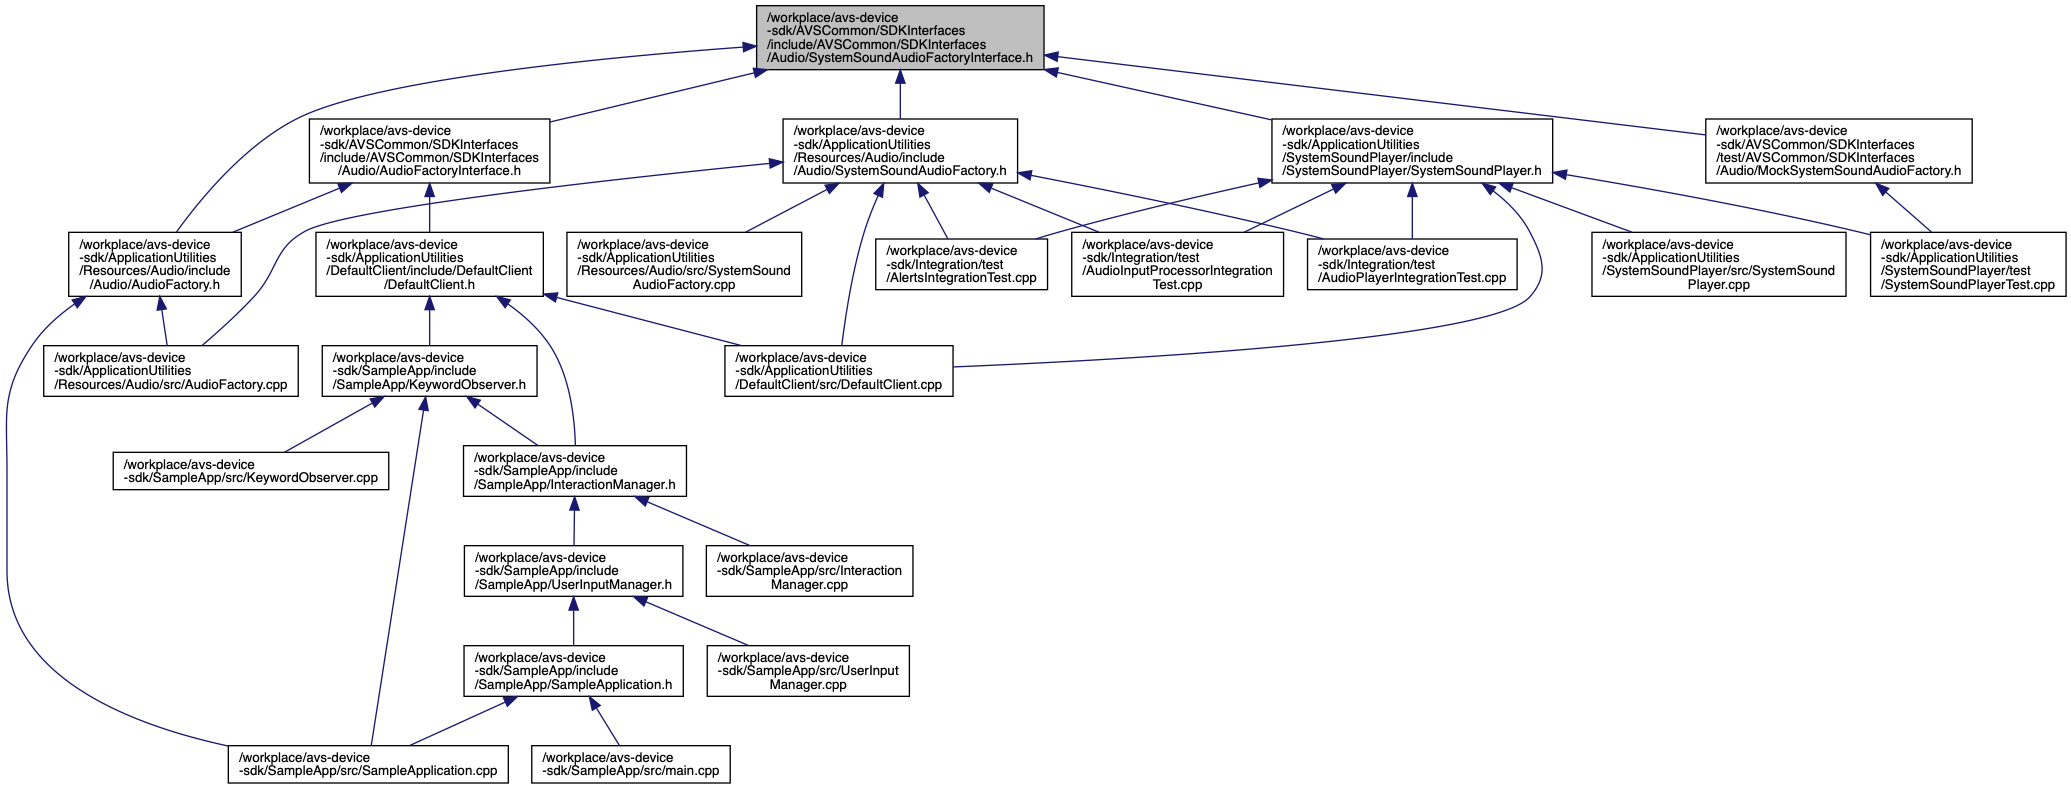 /workplace/avs-device
-sdk/AVSCommon/SDKInterfaces
/include/AVSCommon/SDKInterfaces
/Audio/SystemSoundAudioFactoryInterface.h
/workplace/avs-device
-sdk/AVSCommon/SDKInterfaces
/include/AVSCommon/SDKInterfaces
/Audio/AudioFactoryInterface.h
/workplace/avs-device
-sdk/ApplicationUtilities
/Resources/Audio/include
/Audio/SystemSoundAudioFactory.h
/workplace/avs-device
-sdk/ApplicationUtilities
/SystemSoundPlayer/include
/SystemSoundPlayer/SystemSoundPlayer.h
/workplace/avs-device
-sdk/AVSCommon/SDKInterfaces
/test/AVSCommon/SDKInterfaces
/Audio/MockSystemSoundAudioFactory.h
/workplace/avs-device
-sdk/ApplicationUtilities
/Resources/Audio/include
/Audio/AudioFactory.h
/workplace/avs-device
-sdk/ApplicationUtilities
/DefaultClient/include/DefaultClient
/DefaultClient.h
/workplace/avs-device
-sdk/ApplicationUtilities
/Resources/Audio/src/SystemSound
AudioFactory.cpp
/workplace/avs-device
-sdk/Integration/test
/AlertsIntegrationTest.cpp
/workplace/avs-device
-sdk/Integration/test
/AudioInputProcessorIntegration
Test.cpp
/workplace/avs-device
-sdk/Integration/test
/AudioPlayerIntegrationTest.cpp
/workplace/avs-device
-sdk/ApplicationUtilities
/SystemSoundPlayer/src/SystemSound
Player.cpp
/workplace/avs-device
-sdk/ApplicationUtilities
/SystemSoundPlayer/test
/SystemSoundPlayerTest.cpp
/workplace/avs-device
-sdk/ApplicationUtilities
/Resources/Audio/src/AudioFactory.cpp
/workplace/avs-device
-sdk/SampleApp/include
/SampleApp/KeywordObserver.h
/workplace/avs-device
-sdk/ApplicationUtilities
/DefaultClient/src/DefaultClient.cpp
/workplace/avs-device
-sdk/SampleApp/src/KeywordObserver.cpp
/workplace/avs-device
-sdk/SampleApp/include
/SampleApp/InteractionManager.h
/workplace/avs-device
-sdk/SampleApp/include
/SampleApp/UserInputManager.h
/workplace/avs-device
-sdk/SampleApp/src/Interaction
Manager.cpp
/workplace/avs-device
-sdk/SampleApp/include
/SampleApp/SampleApplication.h
/workplace/avs-device
-sdk/SampleApp/src/UserInput
Manager.cpp
/workplace/avs-device
-sdk/SampleApp/src/SampleApplication.cpp
/workplace/avs-device
-sdk/SampleApp/src/main.cpp